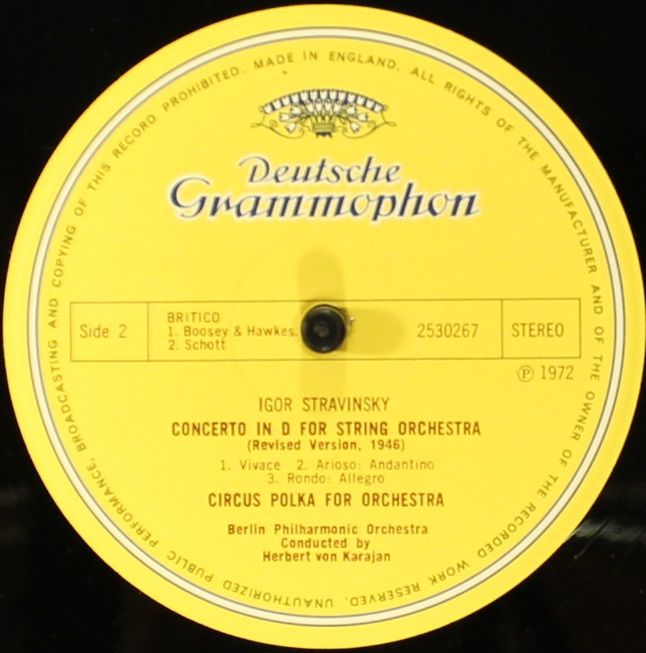 MADE IN ENGLAND. ALL RIGHTS OF THE MANUFACTURER AND OF THE OWNER OF THE RECORDED WORK RESERVED. UNAUTHORIZED PUBLIC PERFORMANCE, BROADCASTING AND COPYING OF THIS RECORD PROHIBITED.
Deutsche
Grammophon
Side 2
BRITICO
1. Boosey & Hawkes
2. Schott
2530267
STEREO
℗ 1972
IGOR STRAVINSKY
CONCERTO IN D FOR STRING ORCHESTRA
(Revised Version, 1946)
1. Vivace 2. Arioso: Andantino
3. Rondo: Allegro
CIRCUS POLKA FOR ORCHESTRA
Berlin Philharmonic Orchestra
Conducted by
Herbert von Karajan